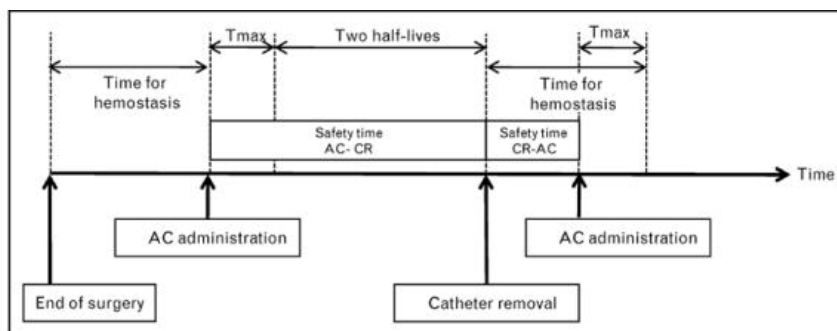 Tmax
Two half-lives
Tmax
Time for
hemostasis
Time for
hemostasis
Safety time
AC- CR
Safety time
CR-AC
Time
AC administration
AC administration
End of surgery
Catheter removal